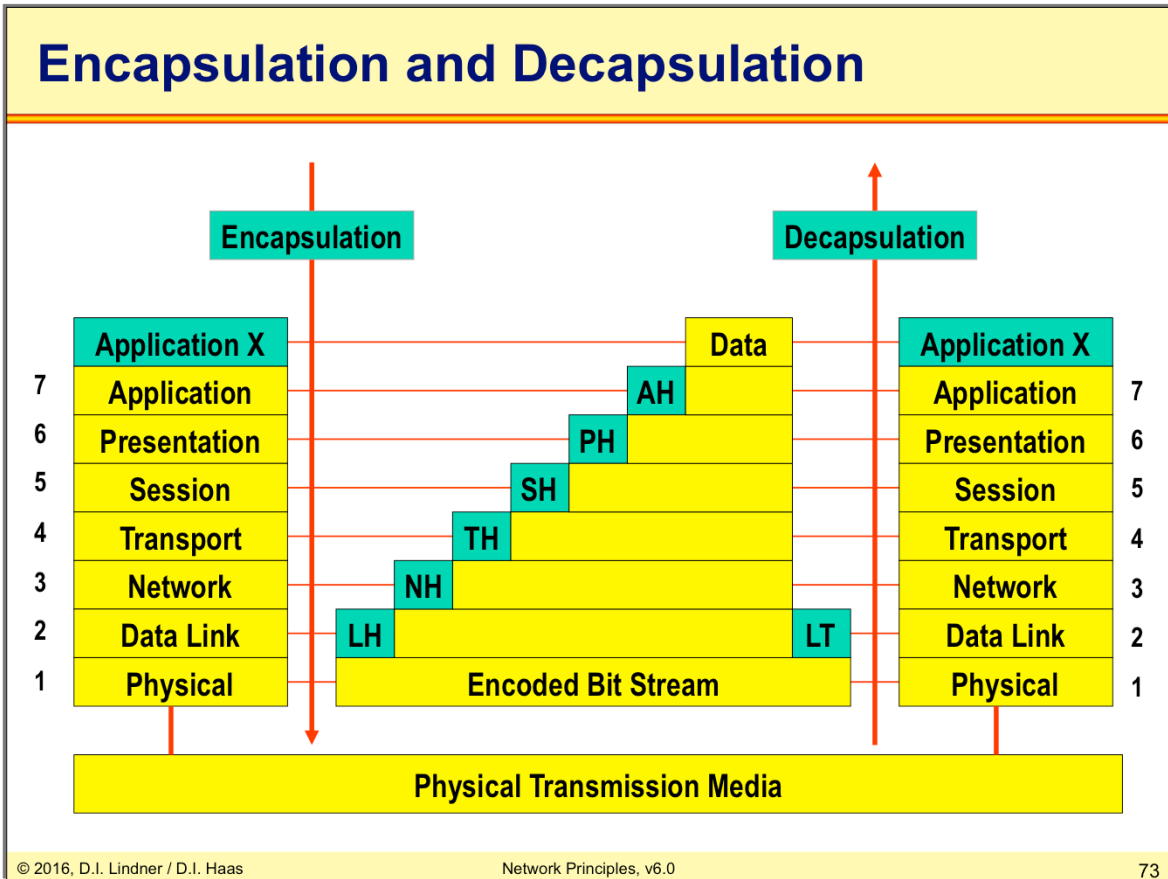 Encapsulation and Decapsulation
Encapsulation
Decapsulation
Application X
Data
Application X
7
Application
AH
Application
7
6
Presentation
PH
Presentation
6
5
Session
SH
Session
5
4
Transport
TH
Transport
4
3
Network
NH
Network
3
2
Data Link
LH
LT
Data Link
2
1
Physical
Encoded Bit Stream
Physical
1
Physical Transmission Media
© 2016, D.I. Lindner / D.I. Haas
Network Principles, v6.0
73